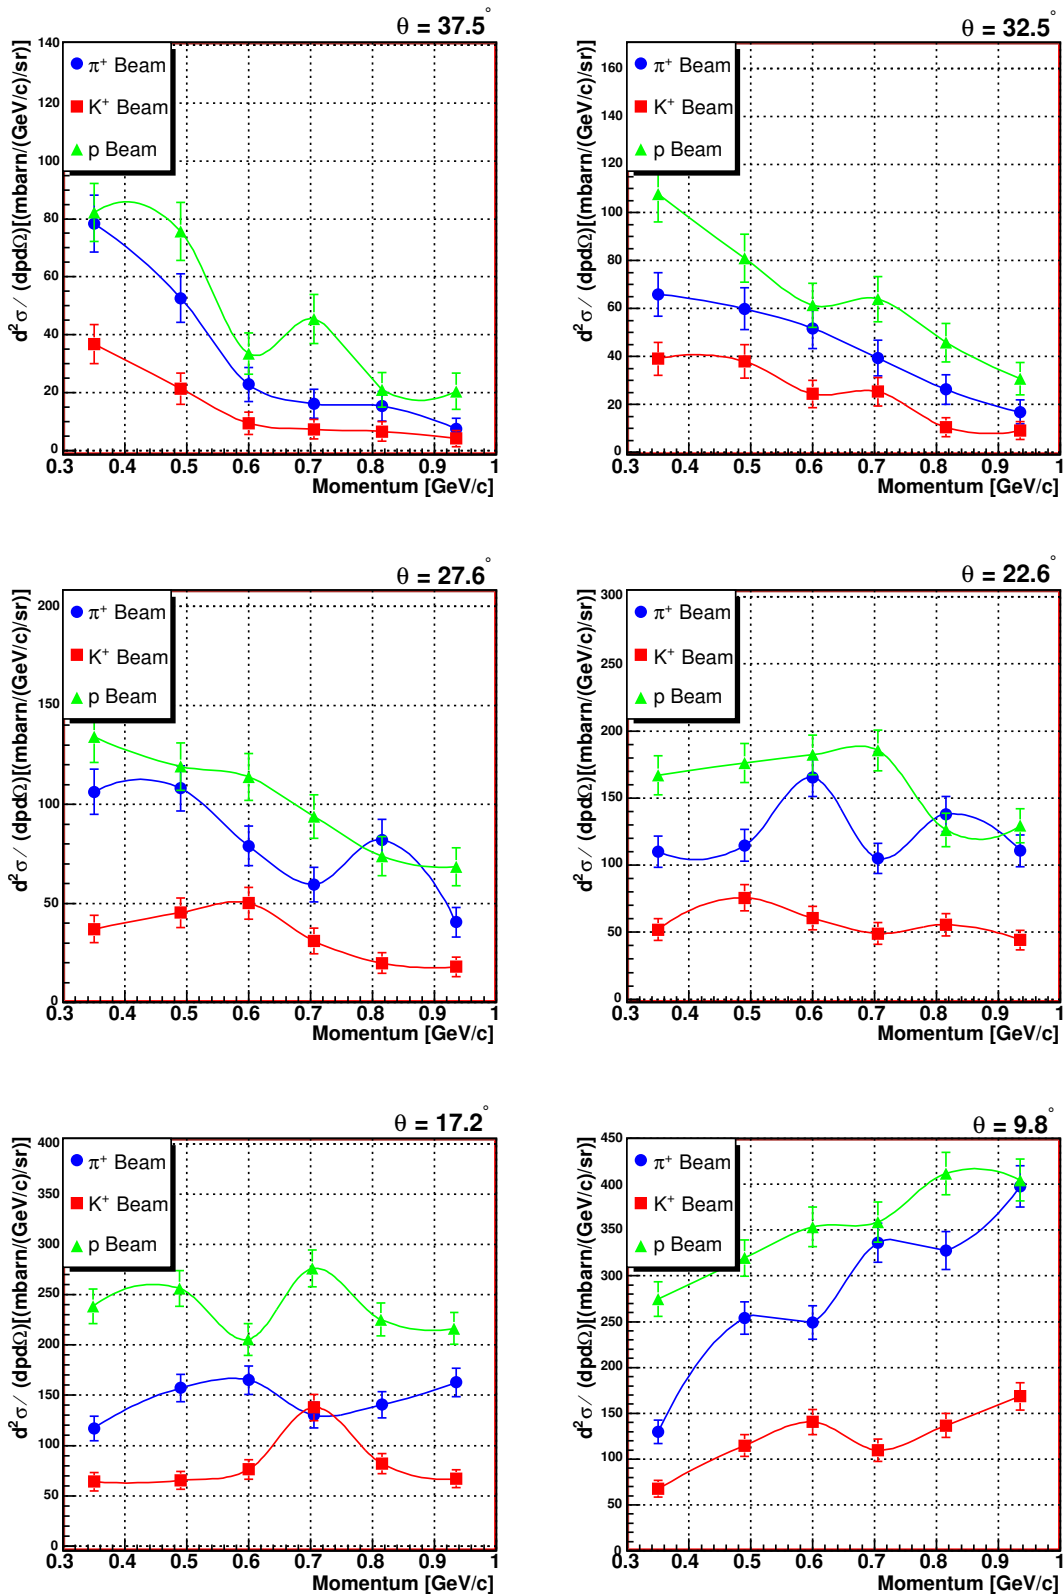 θ = 37.5°
d²σ / (dpdΩ)[(mbarn/(GeV/c)/sr)]
140
120
100
80
60
40
20
0
π⁺ Beam
K⁺ Beam
p Beam
0.3 0.4 0.5 0.6 0.7 0.8 0.9 1
Momentum [GeV/c]
θ = 32.5°
d²σ / (dpdΩ)[(mbarn/(GeV/c)/sr)]
160
140
120
100
80
60
40
20
0
π⁺ Beam
K⁺ Beam
p Beam
0.3 0.4 0.5 0.6 0.7 0.8 0.9 1
Momentum [GeV/c]
θ = 27.6°
d²σ / (dpdΩ)[(mbarn/(GeV/c)/sr)]
200
150
100
50
0
π⁺ Beam
K⁺ Beam
p Beam
0.3 0.4 0.5 0.6 0.7 0.8 0.9 1
Momentum [GeV/c]
θ = 22.6°
d²σ / (dpdΩ)[(mbarn/(GeV/c)/sr)]
300
250
200
150
100
50
0
π⁺ Beam
K⁺ Beam
p Beam
0.3 0.4 0.5 0.6 0.7 0.8 0.9 1
Momentum [GeV/c]
θ = 17.2°
d²σ / (dpdΩ)[(mbarn/(GeV/c)/sr)]
400
350
300
250
200
150
100
50
0
π⁺ Beam
K⁺ Beam
p Beam
0.3 0.4 0.5 0.6 0.7 0.8 0.9 1
Momentum [GeV/c]
θ = 9.8°
d²σ / (dpdΩ)[(mbarn/(GeV/c)/sr)]
450
400
350
300
250
200
150
100
50
0
π⁺ Beam
K⁺ Beam
p Beam
0.3 0.4 0.5 0.6 0.7 0.8 0.9 1
Momentum [GeV/c]